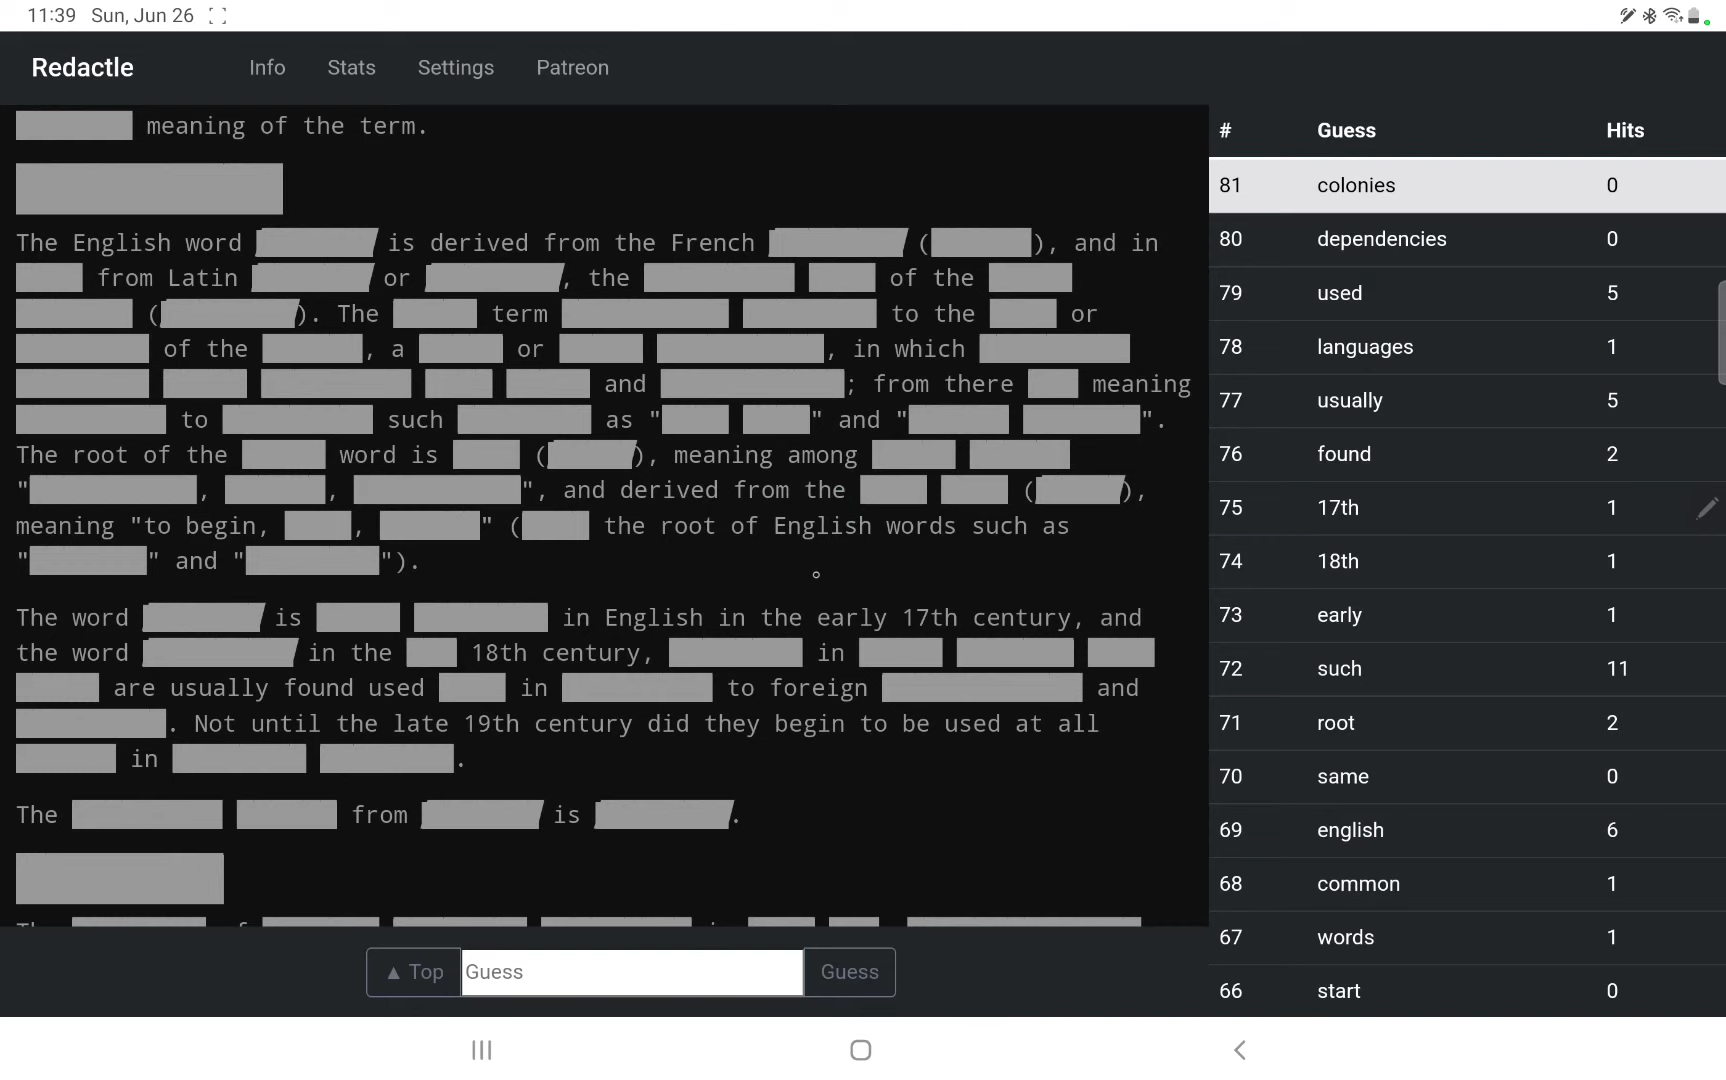 11:39 Sun, Jun 26
Redactle Info Stats Settings Patreon
meaning of the term.
The English word is derived from the French ( ), and in
from Latin or , the of the
( ). The term to the or
of the , a or , in which
and ; from there meaning
to such as " " and " ".
The root of the word is ( ), meaning among
" , , ", and derived from the ( ),
meaning "to begin, , " ( the root of English words such as
" " and " ").
The word is in English in the early 17th century, and
the word in the 18th century, in
are usually found used in to foreign and
. Not until the late 19th century did they begin to be used at all
in .
The from is .
▲ Top Guess Guess
# Guess Hits
81 colonies 0
80 dependencies 0
79 used 5
78 languages 1
77 usually 5
76 found 2
75 17th 1
74 18th 1
73 early 1
72 such 11
71 root 2
70 same 0
69 english 6
68 common 1
67 words 1
66 start 0